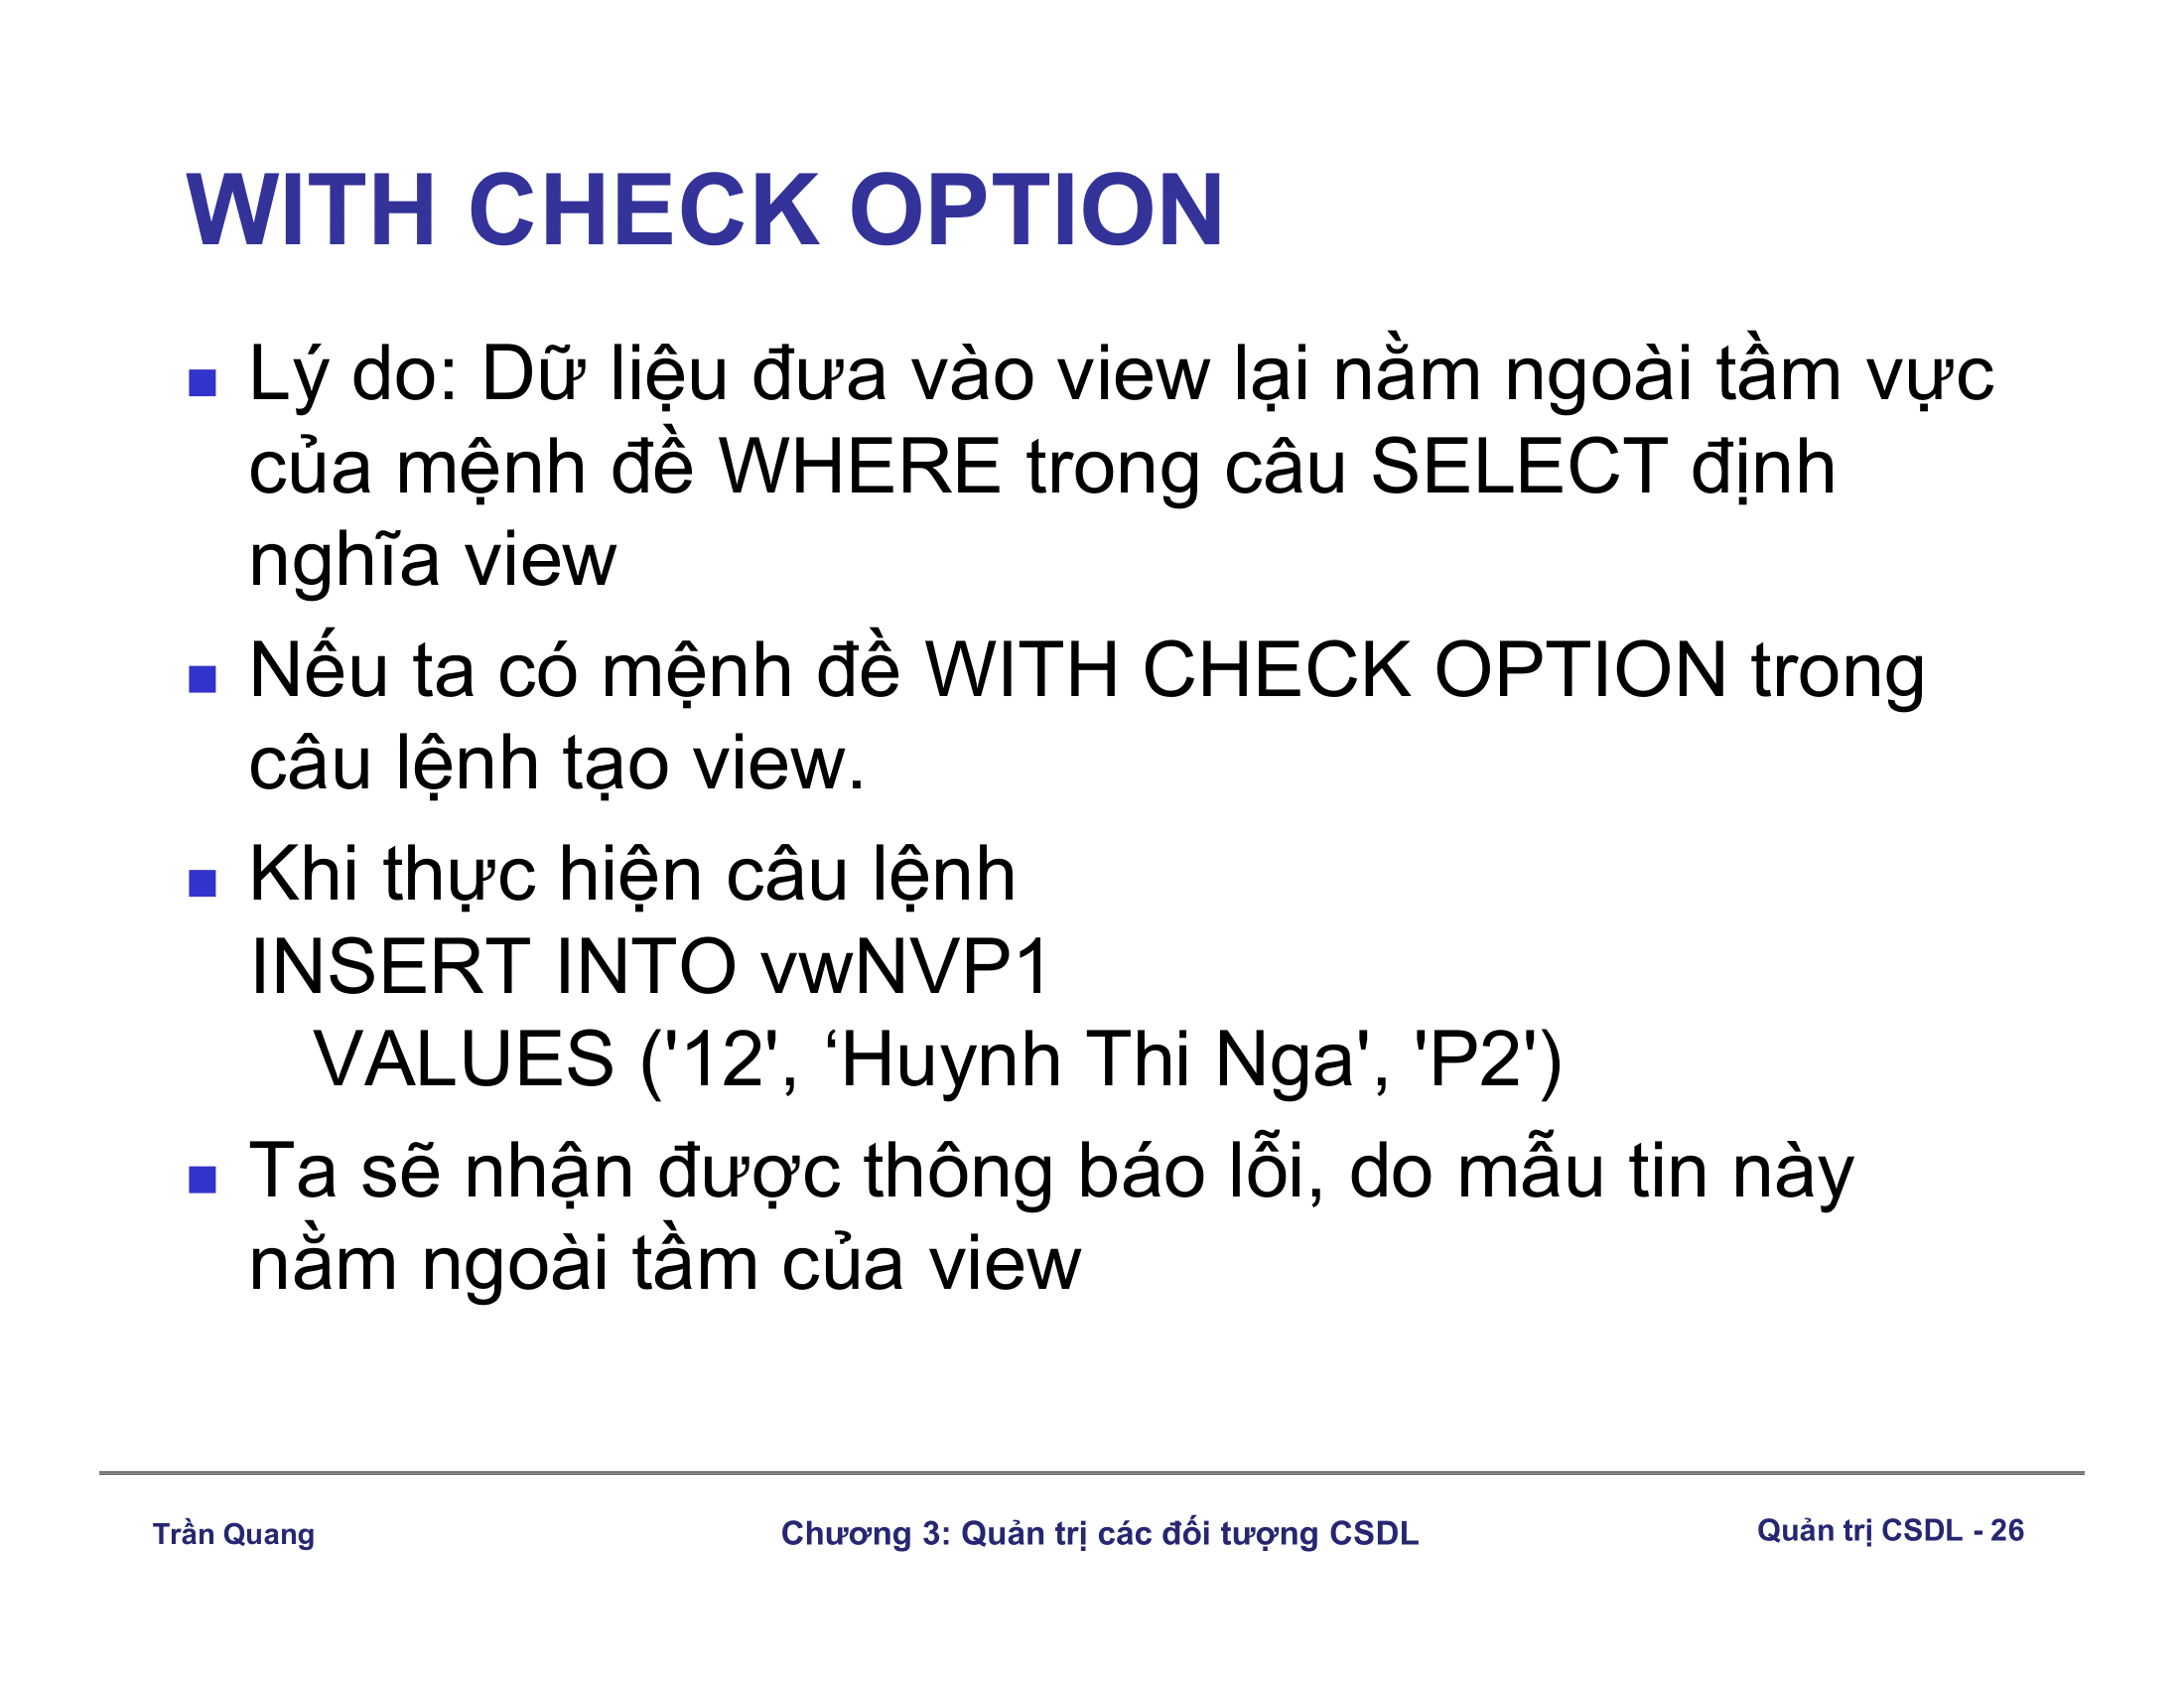 WITH CHECK OPTION
Lý do: Dữ liệu đưa vào view lại nằm ngoài tầm vực
của mệnh đề WHERE trong câu SELECT định
nghĩa view
Nếu ta có mệnh đề WITH CHECK OPTION trong
câu lệnh tạo view.
Khi thực hiện câu lệnh
INSERT INTO vwNVP1
VALUES ('12', ‘Huynh Thi Nga', 'P2')
Ta sẽ nhận được thông báo lỗi, do mẫu tin này
nằm ngoài tầm của view
Trần Quang
Chương 3: Quản trị các đối tượng CSDL
Quản trị CSDL - 26